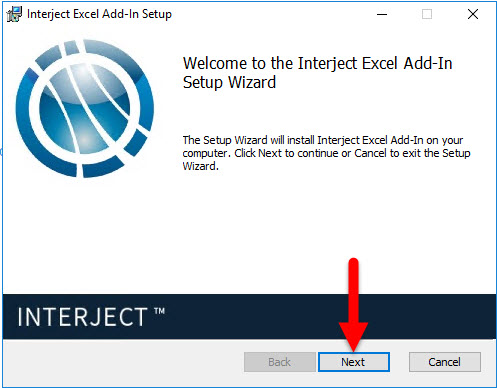 Interject Excel Add-In Setup
Welcome to the Interject Excel Add-In
Setup Wizard
The Setup Wizard will install Interject Excel Add-In on your
computer. Click Next to continue or Cancel to exit the Setup
Wizard.
INTERJECT ™
Back Next Cancel